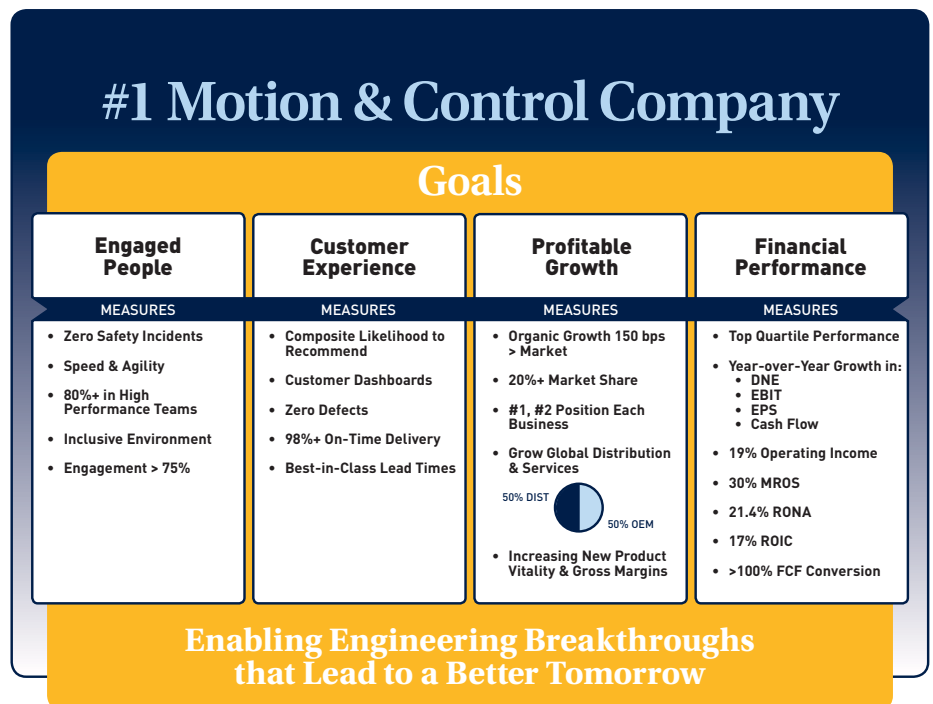 #1 Motion & Control Company
Goals
Engaged
People
MEASURES
• Zero Safety Incidents
• Speed & Agility
• 80%+ in High
Performance Teams
• Inclusive Environment
• Engagement > 75%
Customer
Experience
MEASURES
• Composite Likelihood to
Recommend
• Customer Dashboards
• Zero Defects
• 98%+ On-Time Delivery
• Best-in-Class Lead Times
Profitable
Growth
MEASURES
• Organic Growth 150 bps
> Market
• 20%+ Market Share
• #1, #2 Position Each
Business
• Grow Global Distribution
& Services
50% DIST
50% OEM
• Increasing New Product
Vitality & Gross Margins
Financial
Performance
MEASURES
• Top Quartile Performance
• Year-over-Year Growth in:
• DNE
• EBIT
• EPS
• Cash Flow
• 19% Operating Income
• 30% MROS
• 21.4% RONA
• 17% ROIC
• >100% FCF Conversion
Enabling Engineering Breakthroughs
that Lead to a Better Tomorrow